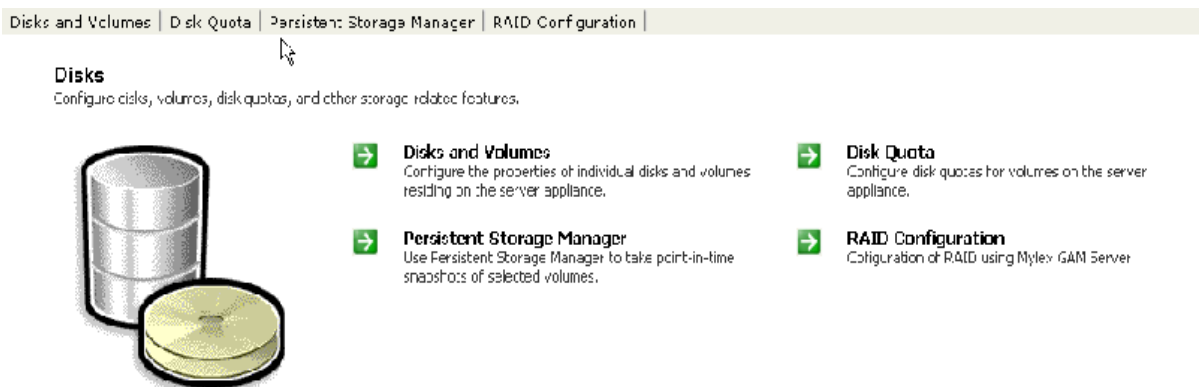 Disks and Volumes | Disk Quota | Persistent Storage Manager | RAID Configuration |
Disks
Configure disks, volumes, disk quotas, and other storage related features.
Disks and Volumes
Configure the properties of individual disks and volumes
residing on the server appliance.
Disk Quota
Configure disk quotas for volumes on the server
appliance.
Persistent Storage Manager
Use Persistent Storage Manager to take point-in-time
snapshots of selected volumes.
RAID Configuration
Cofiguration of RAID using Mylex GAM Server